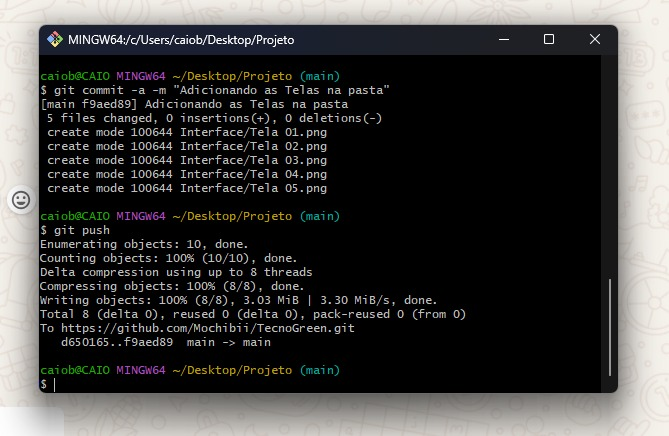 MINGW64:/c/Users/caiob/Desktop/Projeto
caiob@CAIO MINGW64 ~/Desktop/Projeto (main)
$ git commit -a -m "Adicionando as Telas na pasta"
[main f9aed89] Adicionando as Telas na pasta
 5 files changed, 0 insertions(+), 0 deletions(-)
 create mode 100644 Interface/Tela 01.png
 create mode 100644 Interface/Tela 02.png
 create mode 100644 Interface/Tela 03.png
 create mode 100644 Interface/Tela 04.png
 create mode 100644 Interface/Tela 05.png
caiob@CAIO MINGW64 ~/Desktop/Projeto (main)
$ git push
Enumerating objects: 10, done.
Counting objects: 100% (10/10), done.
Delta compression using up to 8 threads
Compressing objects: 100% (8/8), done.
Writing objects: 100% (8/8), 3.03 MiB | 3.30 MiB/s, done.
Total 8 (delta 0), reused 0 (delta 0), pack-reused 0 (from 0)
To https://github.com/Mochibii/TecnoGreen.git
   d650165..f9aed89  main -> main
caiob@CAIO MINGW64 ~/Desktop/Projeto (main)
$